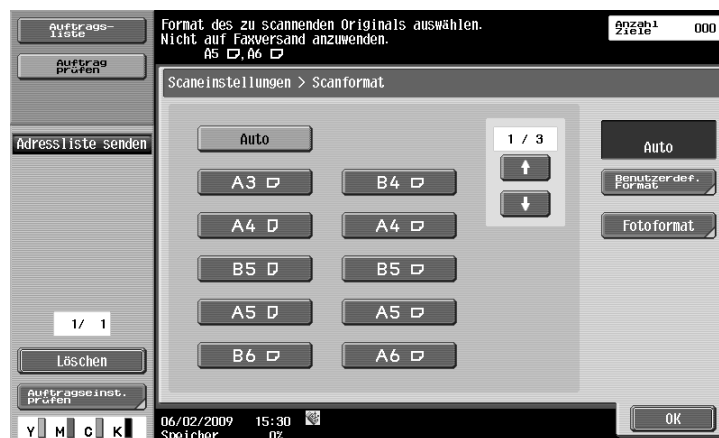 Auftrags-
liste
Auftrag
prüfen
Adressliste senden
1/ 1
Löschen
Auftragseinst.
prüfen
Y M C K
Format des zu scannenden Originals auswählen.
Nicht auf Faxversand anzuwenden.
A5 , A6
Anzahl
Ziele 000
Scaneinstellungen > Scanformat
Auto
1 / 3
A3 B4
A4 A4
B5 B5
A5 A5
B6 A6
Auto
Benutzerdef.
Format
Fotoformat
06/02/2009 15:30
Speicher 0%
OK